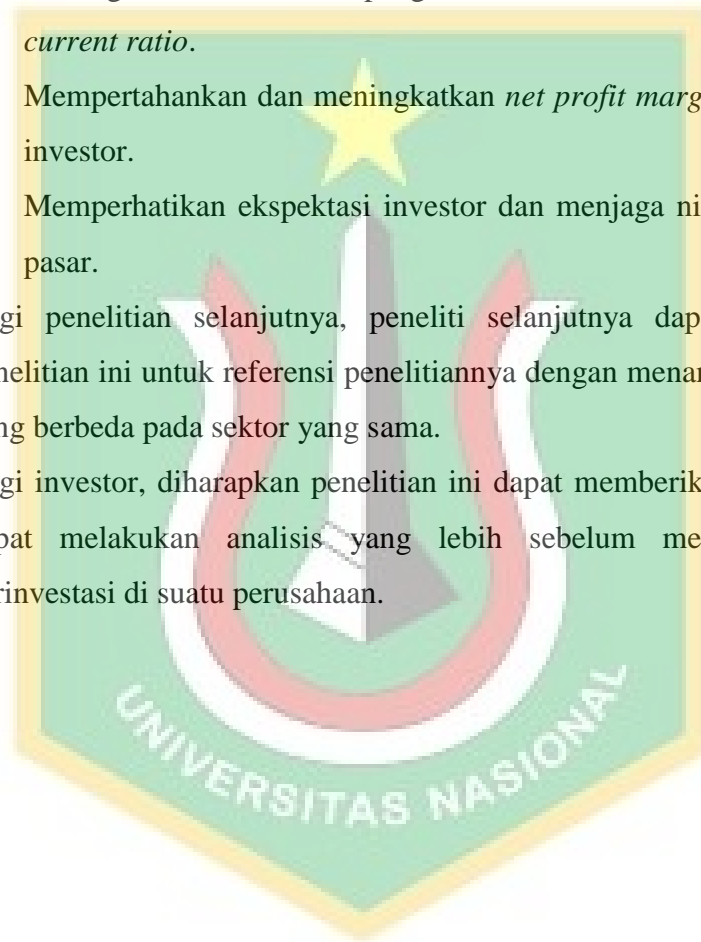 current ratio.
Mempertahankan dan meningkatkan net profit marg
investor.
Memperhatikan ekspektasi investor dan menjaga ni
pasar.
gi penelitian selanjutnya, peneliti selanjutnya dap
nelitian ini untuk referensi penelitiannya dengan menar
ng berbeda pada sektor yang sama.
gi investor, diharapkan penelitian ini dapat memberik
pat melakukan analisis yang lebih sebelum me
rinvestasi di suatu perusahaan.
UNIVERSITAS NASIONAL